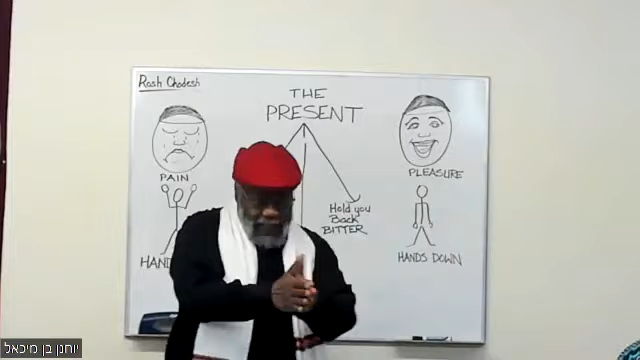 Rosh Chodesh
THE
PRESENT
PAIN
PLEASURE
Hold you
Back
BITTER
HANDS DOWN
יוחנן בן מיכאל